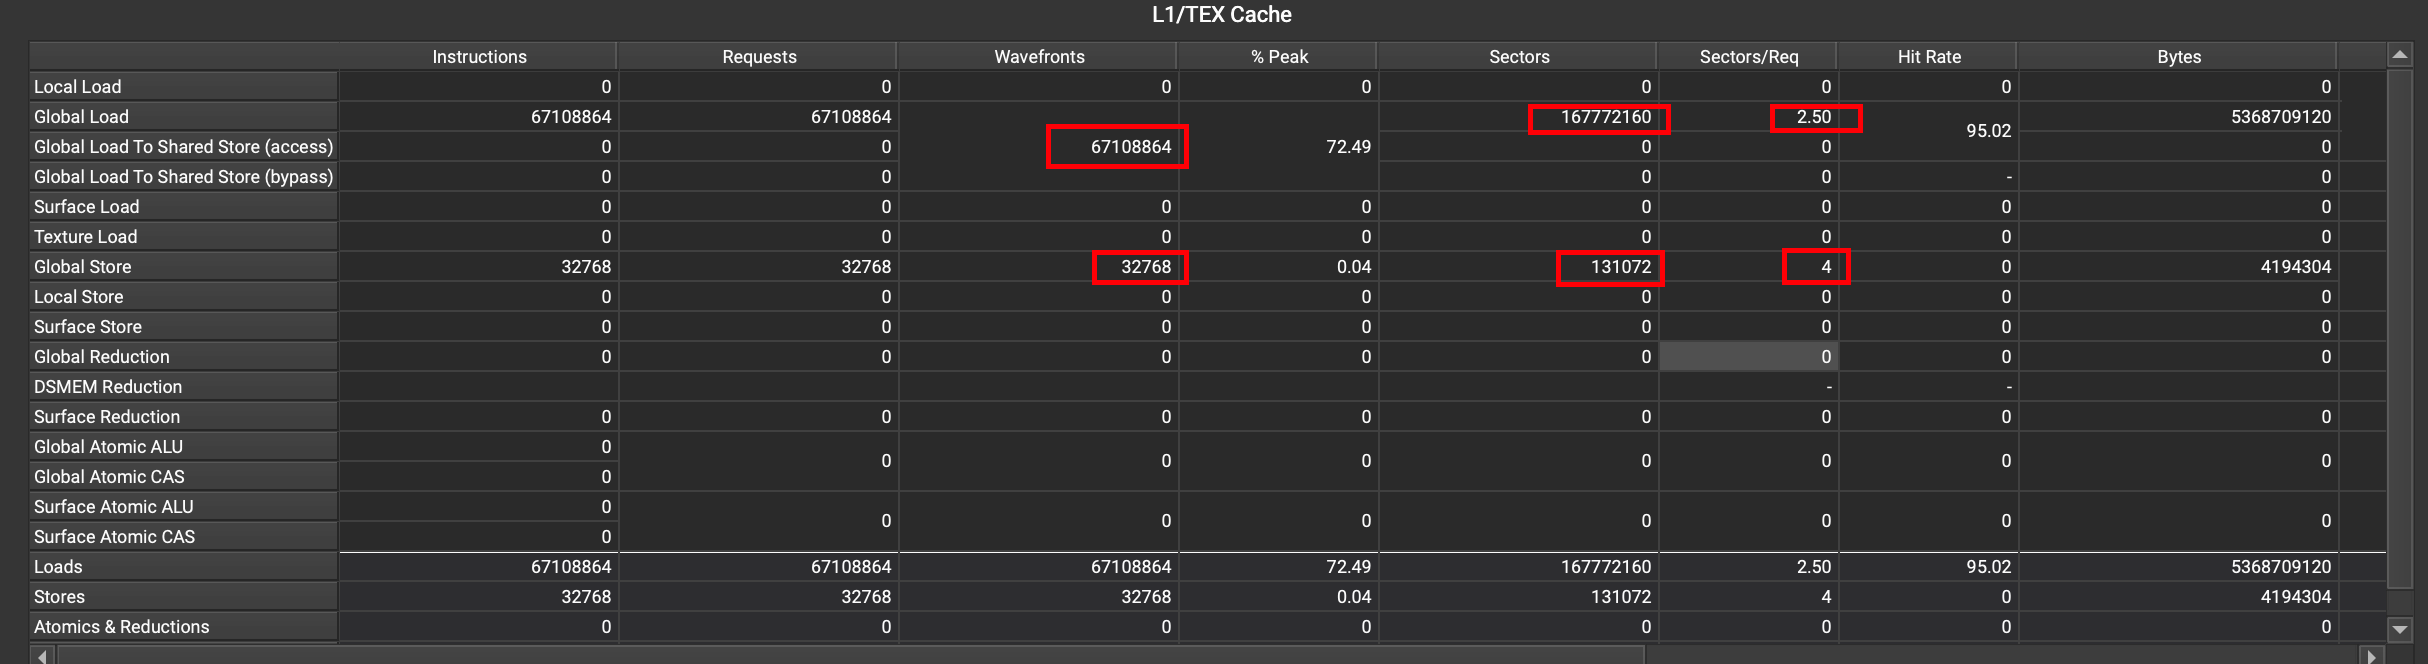 L1/TEX Cache
Instructions Requests Wavefronts % Peak Sectors Sectors/Req Hit Rate Bytes
Local Load 0 0 0 0 0 0 0 0
Global Load 67108864 67108864 167772160 2.50 95.02 5368709120
Global Load To Shared Store (access) 0 0 67108864 72.49 0 0 0
Global Load To Shared Store (bypass) 0 0 0 0 - 0
Surface Load 0 0 0 0 0 0 0 0
Texture Load 0 0 0 0 0 0 0 0
Global Store 32768 32768 32768 0.04 131072 4 0 4194304
Local Store 0 0 0 0 0 0 0 0
Surface Store 0 0 0 0 0 0 0 0
Global Reduction 0 0 0 0 0 0 0 0
DSMEM Reduction - -
Surface Reduction 0 0 0 0 0 0 0 0
Global Atomic ALU 0 0 0 0 0 0 0 0
Global Atomic CAS 0
Surface Atomic ALU 0 0 0 0 0 0 0 0
Surface Atomic CAS 0
Loads 67108864 67108864 67108864 72.49 167772160 2.50 95.02 5368709120
Stores 32768 32768 32768 0.04 131072 4 0 4194304
Atomics & Reductions 0 0 0 0 0 0 0 0